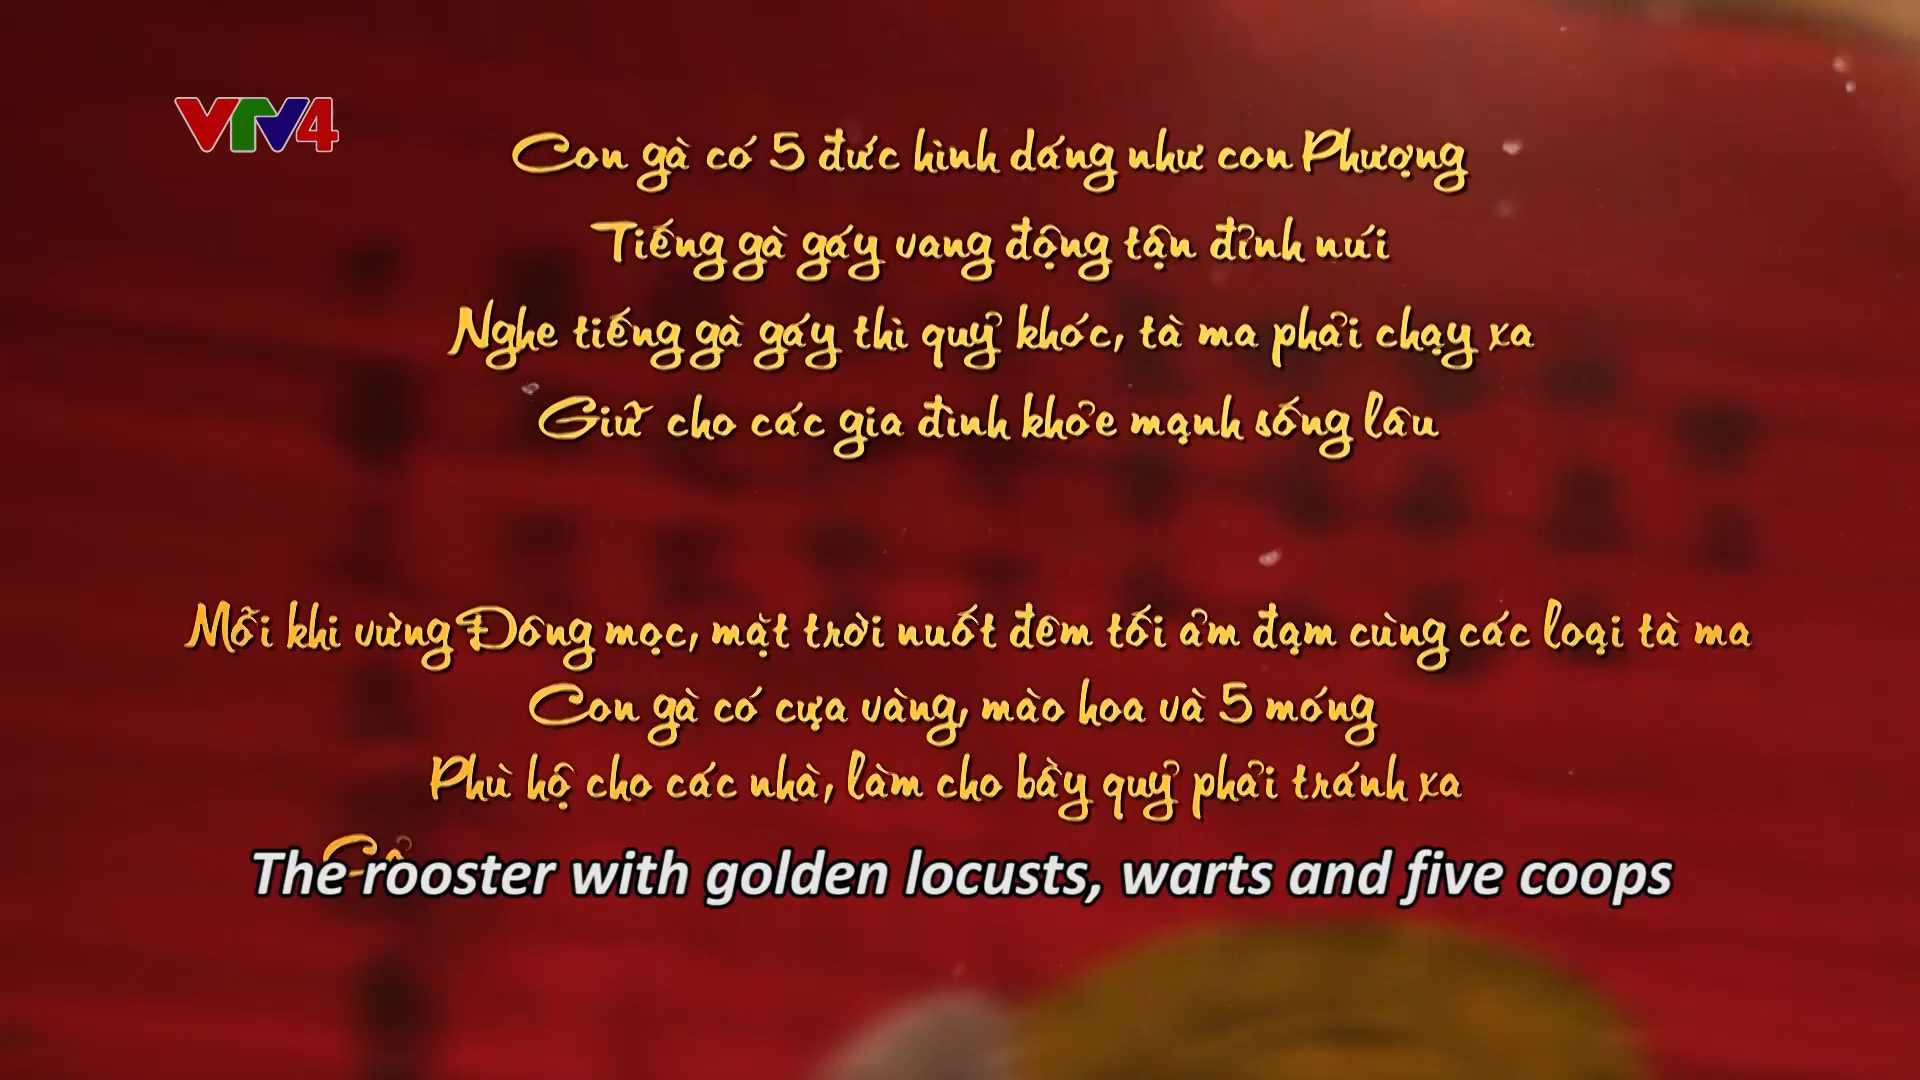 VTV4
Con gà có 5 đức hình dáng như con Phượng
Tiếng gà gáy vang động tận đỉnh núi
Nghe tiếng gà gáy thì quỷ khóc, tà ma phải chạy xa
Giữ cho các gia đình khỏe mạnh sống lâu
Mỗi khi vừng Đông mọc, mặt trời nuốt đêm tối ảm đạm cùng các loại tà ma
Con gà có cựa vàng, mào hoa và 5 móng
Phù hộ cho các nhà, làm cho bầy quỷ phải tránh xa
The rooster with golden locusts, warts and five coops